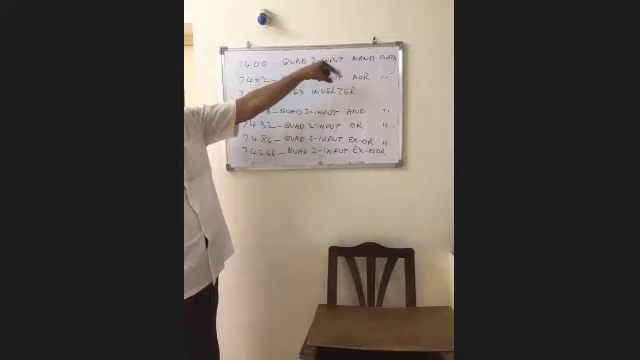 7400 - QUAD 2-INPUT NAND GATE
7402 - NOR "
HEX INVERTER
QUAD 2-INPUT AND "
7432 - QUAD 2-INPUT OR "
7486 - QUAD 2-INPUT EX-OR "
74266 - QUAD 2-INPUT EX-NOR